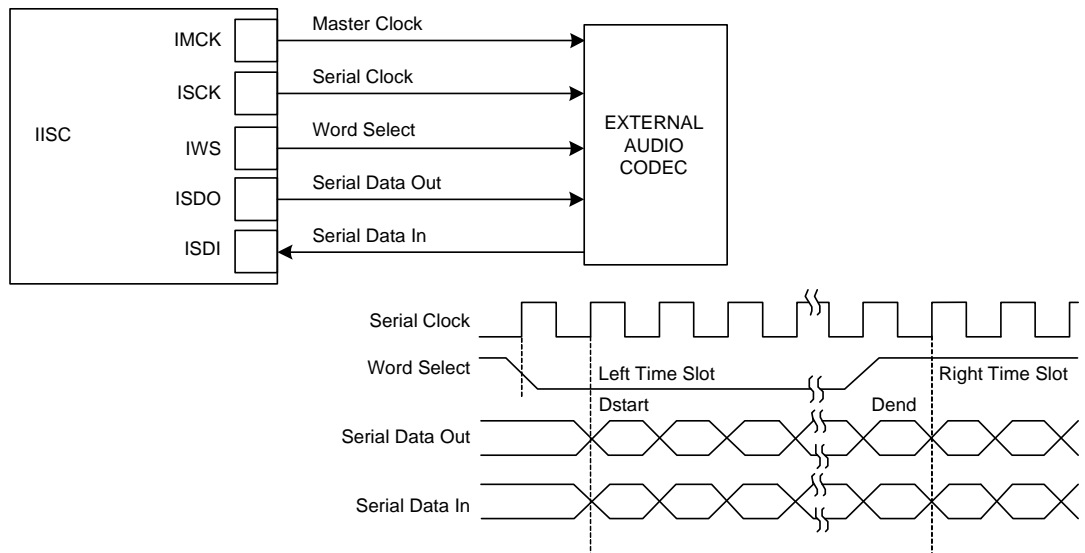 IISC
IMCK
Master Clock
ISCK
Serial Clock
IWS
Word Select
ISDO
Serial Data Out
ISDI
Serial Data In
EXTERNAL
AUDIO
CODEC
Serial Clock
Word Select
Left Time Slot
Right Time Slot
Dstart
Dend
Serial Data Out
Serial Data In